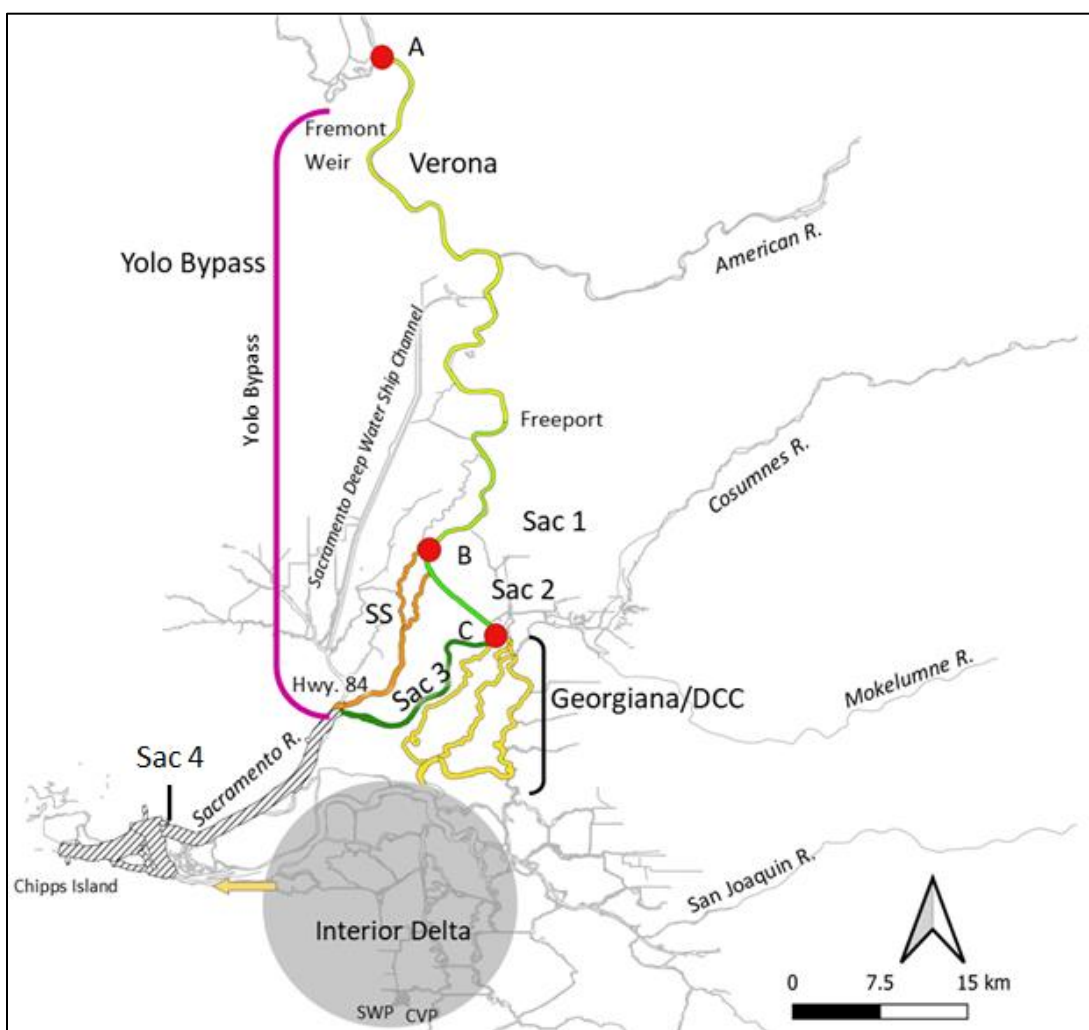 A
Fremont
Weir
Verona
American R.
Yolo Bypass
Yolo Bypass
Sacramento Deep Water Ship Channel
Freeport
Cosumnes R.
Sac 1
B
Sac 2
SS
C
Sac 3
Hwy. 84
Georgiana/DCC
Mokelumne R.
Sac 4
Sacramento R.
Chipps Island
San Joaquin R.
Interior Delta
SWP
CVP
0 7.5 15 km